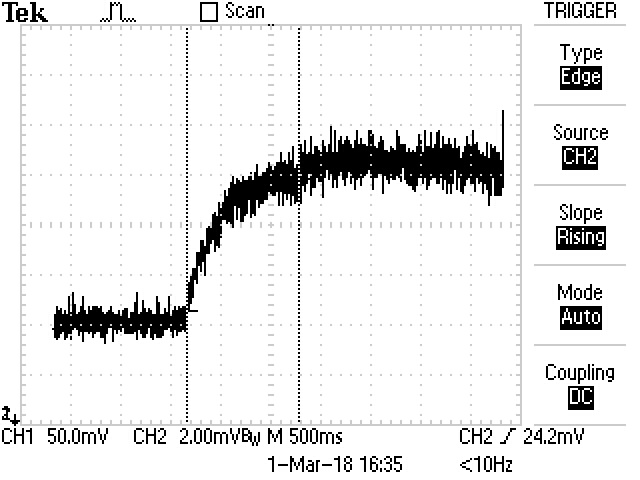 Tek Scan TRIGGER
Type
Edge
Source
CH2
Slope
Rising
Mode
Auto
Coupling
DC
CH1 50.0mV CH2 2.00mVBW M 500ms CH2 24.2mV
1-Mar-18 16:35 <10Hz